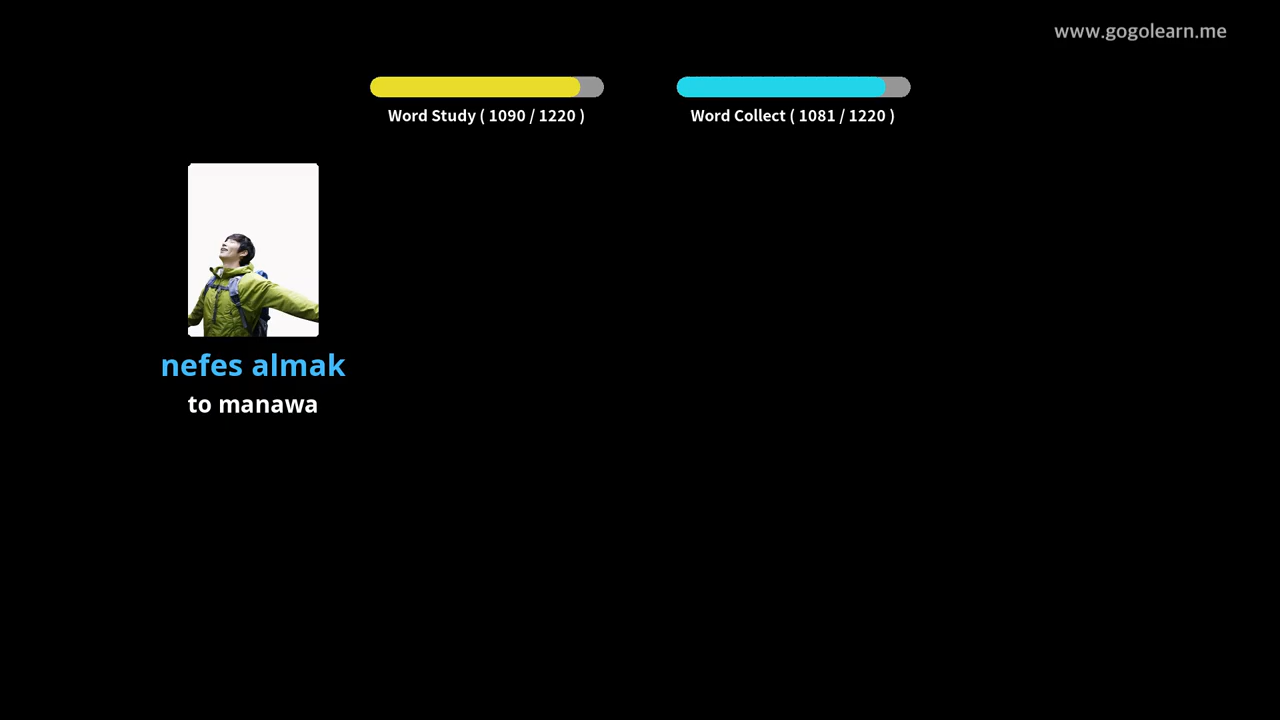 www.gogolearn.me
Word Study ( 1090 / 1220 )
Word Collect ( 1081 / 1220 )
nefes almak
to manawa